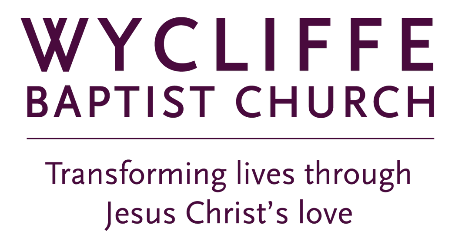 WYCLIFFE
BAPTIST CHURCH
Transforming lives through
Jesus Christ’s love